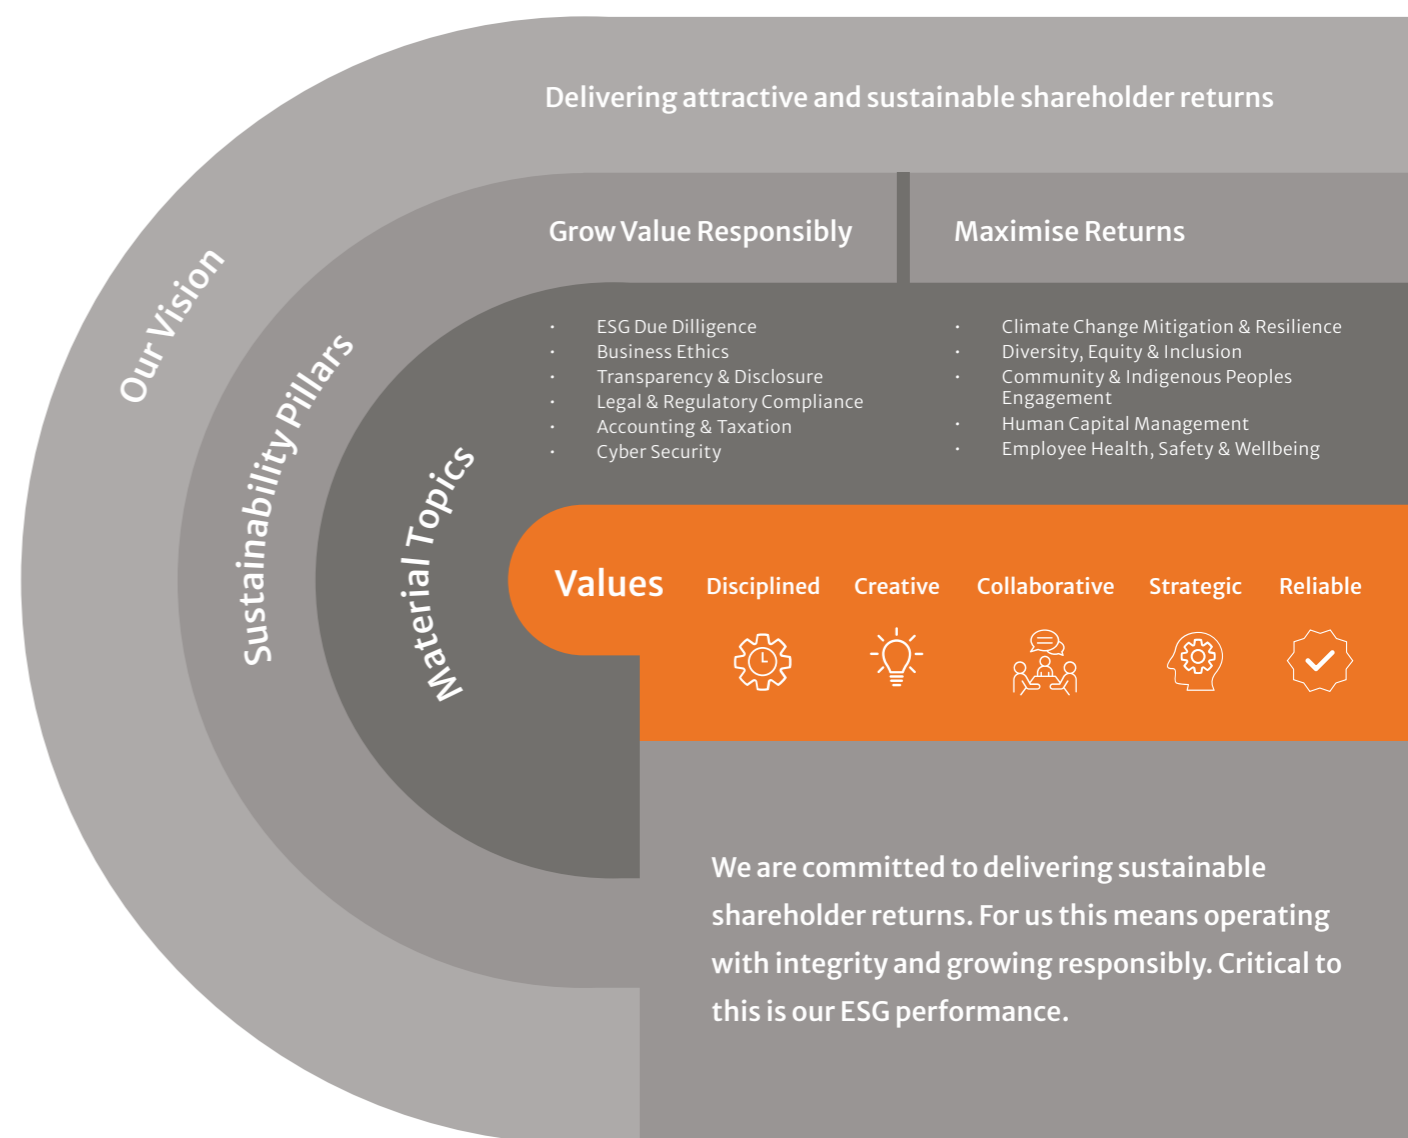 Delivering attractive and sustainable shareholder returns
Our Vision
Sustainability Pillars
Grow Value Responsibly
Maximise Returns
Material Topics
• ESG Due Dilligence
• Business Ethics
• Transparency & Disclosure
• Legal & Regulatory Compliance
• Accounting & Taxation
• Cyber Security
• Climate Change Mitigation & Resilience
• Diversity, Equity & Inclusion
• Community & Indigenous Peoples
Engagement
• Human Capital Management
• Employee Health, Safety & Wellbeing
Values
Disciplined
Creative
Collaborative
Strategic
Reliable
We are committed to delivering sustainable
shareholder returns. For us this means operating
with integrity and growing responsibly. Critical to
this is our ESG performance.